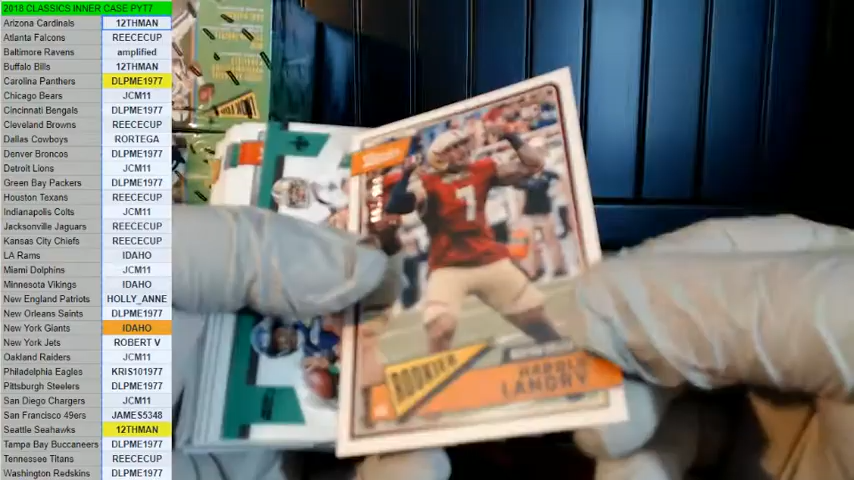 2018 CLASSICS INNER CASE PYT7
Arizona Cardinals 12THMAN
Atlanta Falcons REECECUP
Baltimore Ravens amplified
Buffalo Bills 12THMAN
Carolina Panthers DLPME1977
Chicago Bears JCM11
Cincinnati Bengals DLPME1977
Cleveland Browns REECECUP
Dallas Cowboys RORTEGA
Denver Broncos DLPME1977
Detroit Lions JCM11
Green Bay Packers DLPME1977
Houston Texans REECECUP
Indianapolis Colts JCM11
Jacksonville Jaguars REECECUP
Kansas City Chiefs REECECUP
LA Rams IDAHO
Miami Dolphins JCM11
Minnesota Vikings IDAHO
New England Patriots HOLLY_ANNE
New Orleans Saints DLPME1977
New York Giants IDAHO
New York Jets ROBERT V
Oakland Raiders JCM11
Philadelphia Eagles KRIS101977
Pittsburgh Steelers DLPME1977
San Diego Chargers JCM11
San Francisco 49ers JAMES5348
Seattle Seahawks 12THMAN
Tampa Bay Buccaneers DLPME1977
Tennessee Titans REECECUP
Washington Redskins DLPME1977
7
ROOKIES
HAROLD
LANDRY